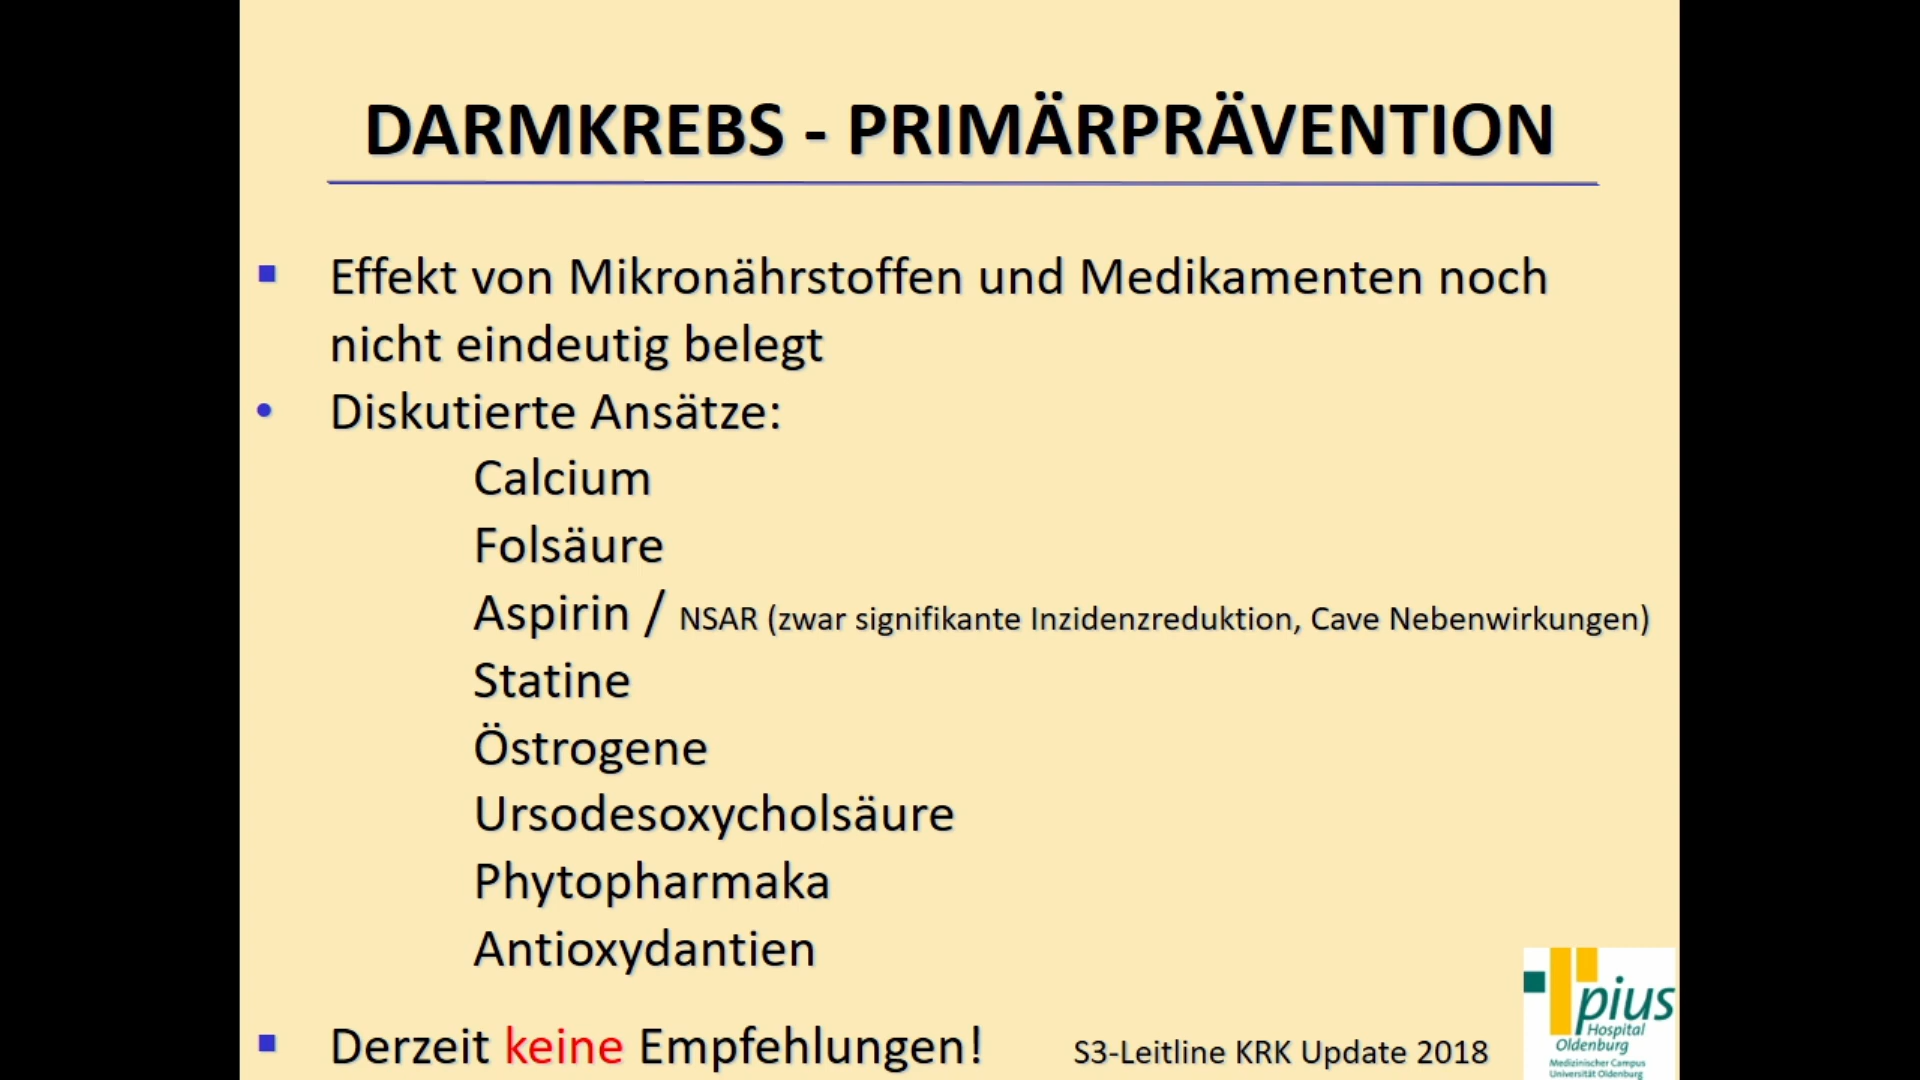 DARMKREBS - PRIMÄRPRÄVENTION
Effekt von Mikronährstoffen und Medikamenten noch
nicht eindeutig belegt
Diskutierte Ansätze:
Calcium
Folsäure
Aspirin / NSAR (zwar signifikante Inzidenzreduktion, Cave Nebenwirkungen)
Statine
Östrogene
Ursodesoxycholsäure
Phytopharmaka
Antioxydantien
Derzeit keine Empfehlungen!
S3-Leitline KRK Update 2018
pius
Hospital
Oldenburg
Medizinischer Campus
Universität Oldenburg